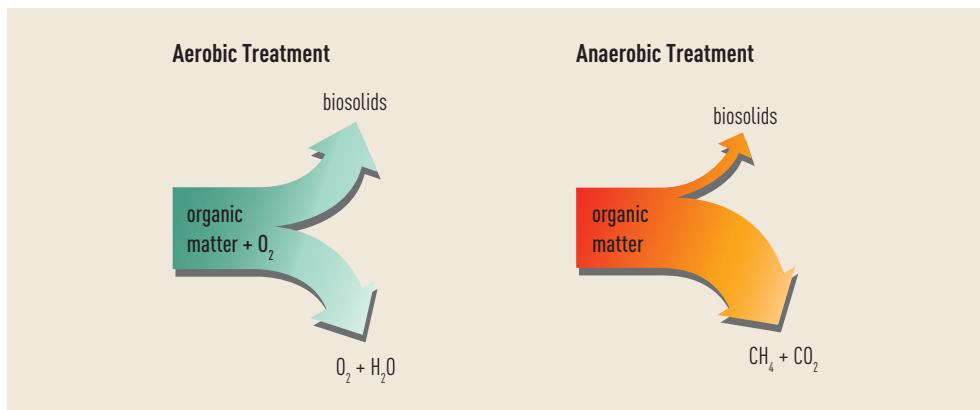 Aerobic Treatment
biosolids
organic
matter + O₂
O₂ + H₂O
Anaerobic Treatment
biosolids
organic
matter
CH₄ + CO₂